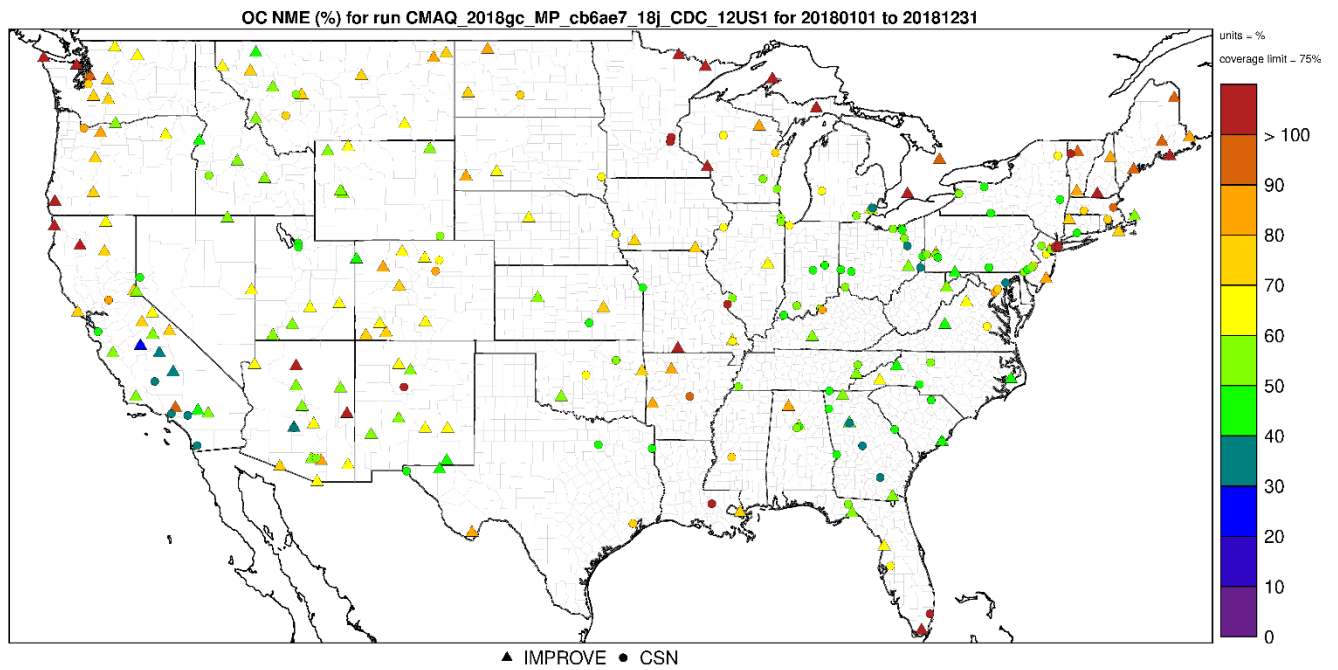 OC NME (%) for run CMAQ_2018gc_MP_cb6ae7_18j_CDC_12US1 for 20180101 to 20181231
units = %
coverage limit = 75%
> 100
90
80
70
60
50
40
30
20
10
0
IMPROVE CSN